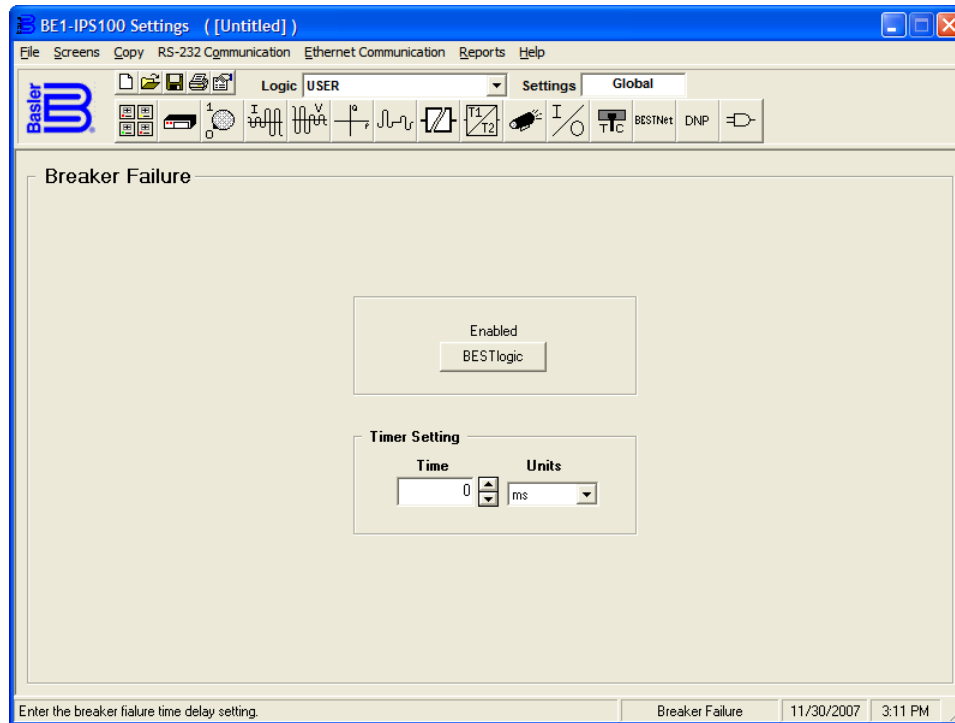 BE1-IPS100 Settings ( [Untitled] )
File Screens Copy RS-232 Communication Ethernet Communication Reports Help
Basler
Logic USER Settings Global
1 0 I V T1 T2 I O T C BESTNet DNP
Breaker Failure
Enabled
BESTlogic
Timer Setting
Time Units
0 ms
Enter the breaker fialure time delay setting. Breaker Failure 11/30/2007 3:11 PM